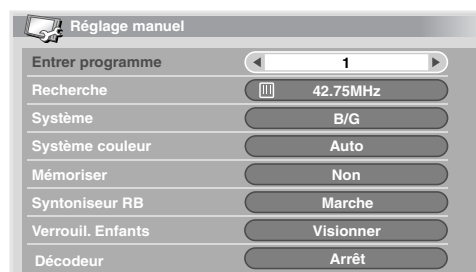 Réglage manuel
Entrer programme 1
Recherche 42.75MHz
Système B/G
Système couleur Auto
Mémoriser Non
Syntoniseur RB Marche
Verrouil. Enfants Visionner
Décodeur Arrêt